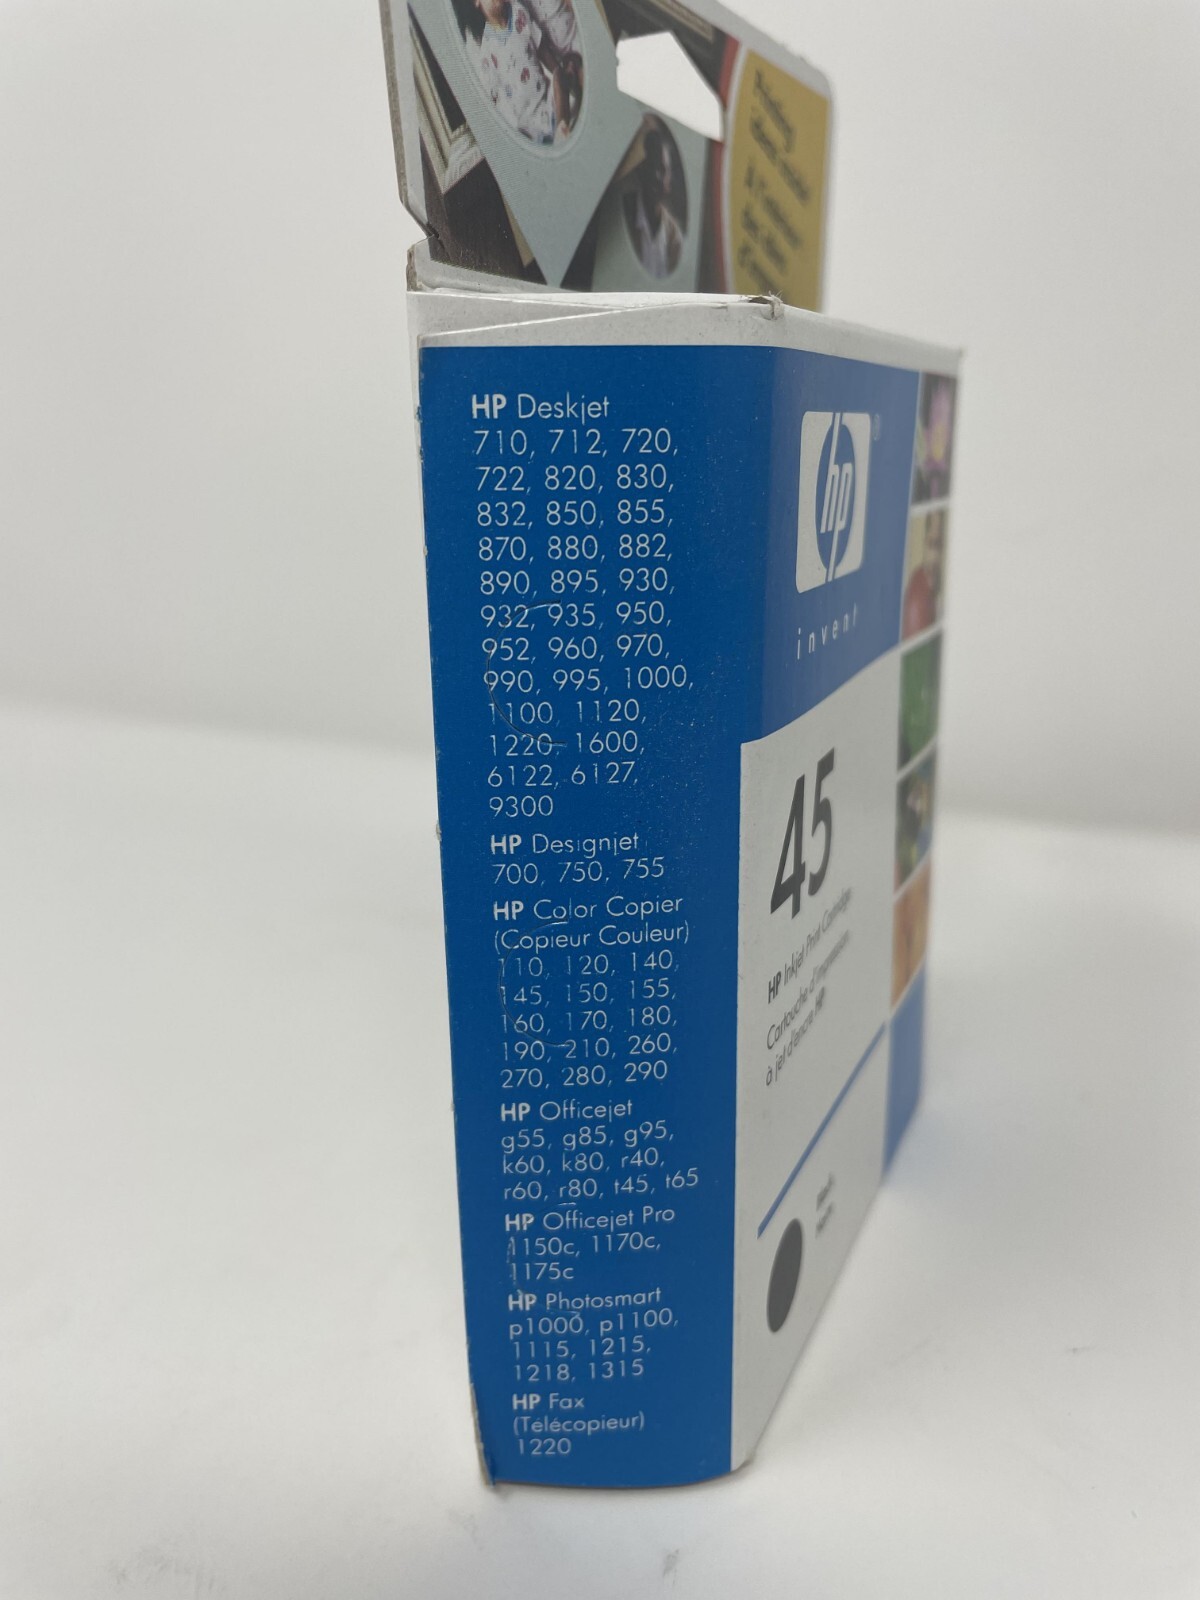 HP Deskjet
710, 712, 720,
722, 820, 830,
832, 850, 855,
870, 880, 882,
890, 895, 930,
932, 935, 950,
952, 960, 970,
990, 995, 1000,
1100, 1120,
1220, 1600,
6122, 6127,
9300
HP Designjet
700, 750, 755
HP Color Copier
(Copieur Couleur)
110, 120, 140,
145, 150, 155,
160, 170, 180,
190, 210, 260,
270, 280, 290
HP Officejet
g55, g85, g95,
k60, k80, r40,
r60, r80, t45, t65
HP Officejet Pro
1150c, 1170c,
1175c
HP Photosmart
p1000, p1100,
1115, 1215,
1218, 1315
HP Fax
(Télécopieur)
1220
hp®
invent
45
HP Inkjet Print Cartridge
Cartouche d'impression
à jet d'encre HP